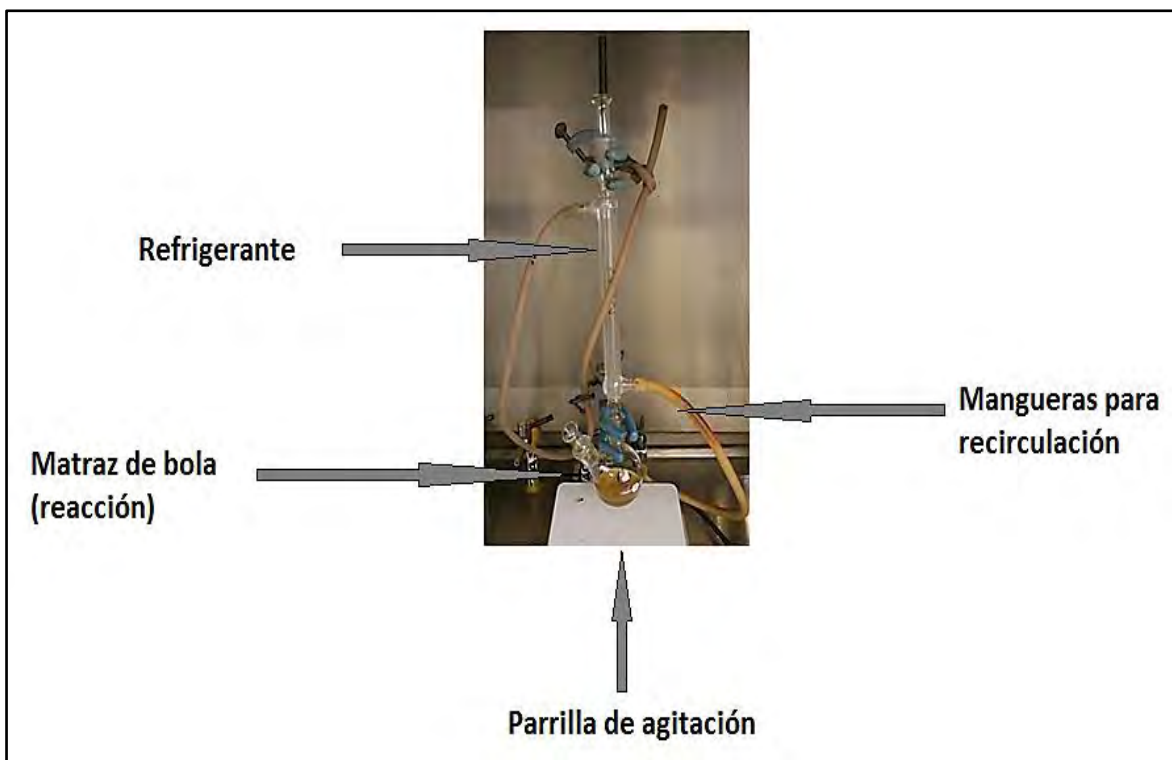 Refrigerante
Mangueras para
recirculación
Matraz de bola
(reacción)
Parrilla de agitación